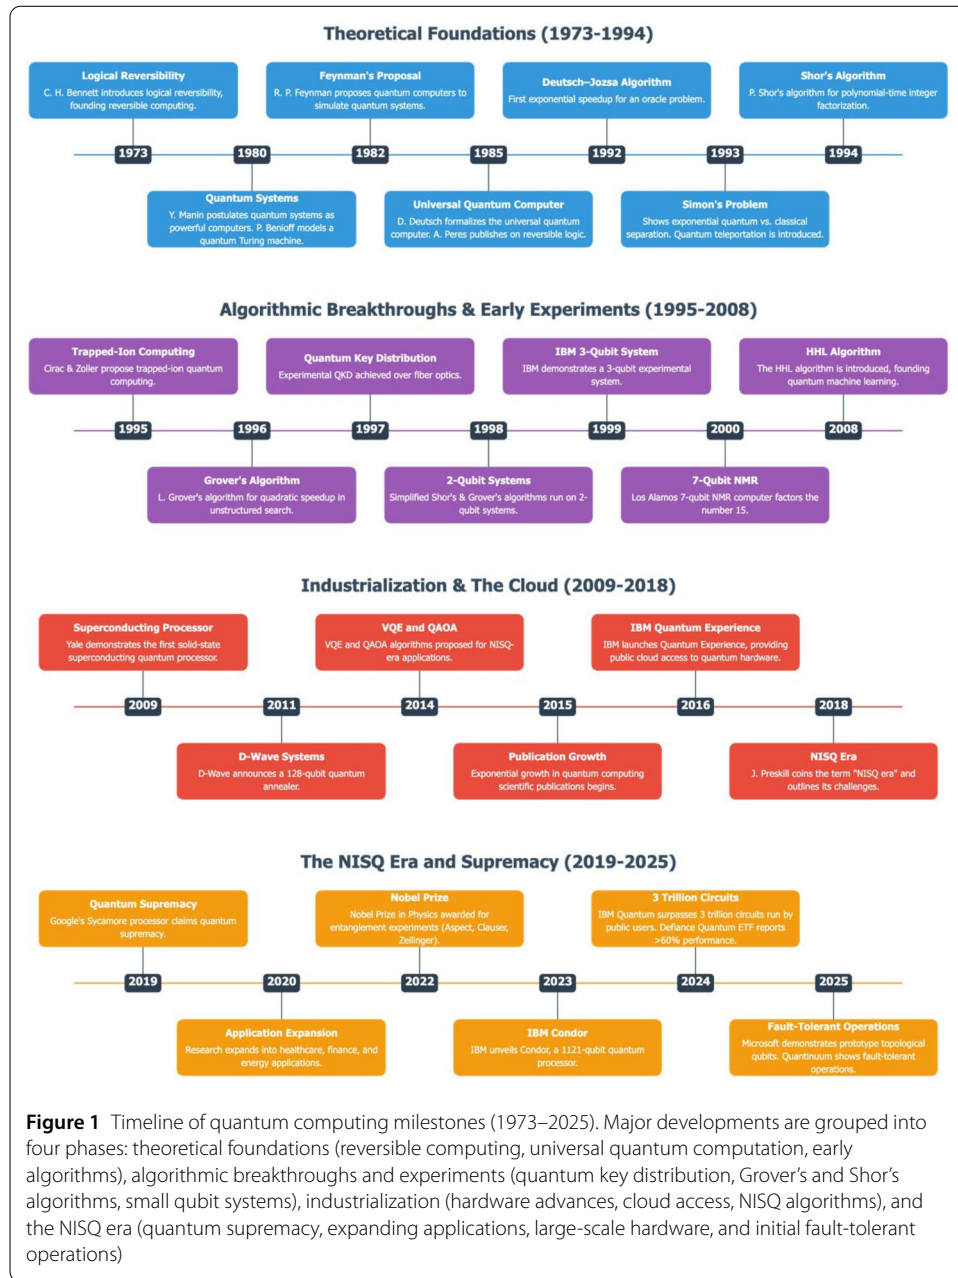 Theoretical Foundations (1973-1994)
Logical Reversibility
C. H. Bennett introduces logical reversibility,
founding reversible computing.
Feynman's Proposal
R. P. Feynman proposes quantum computers to
simulate quantum systems.
Deutsch–Jozsa Algorithm
First exponential speedup for an oracle problem.
Shor's Algorithm
P. Shor's algorithm for polynomial-time integer
factorization.
1973
1980
1982
1985
1992
1993
1994
Quantum Systems
Y. Manin postulates quantum systems as
powerful computers. P. Benioff models a
quantum Turing machine.
Universal Quantum Computer
D. Deutsch formalizes the universal quantum
computer. A. Peres publishes on reversible logic.
Simon's Problem
Shows exponential quantum vs. classical
separation. Quantum teleportation is introduced.
Algorithmic Breakthroughs & Early Experiments (1995-2008)
Trapped-Ion Computing
Cirac & Zoller propose trapped-ion quantum
computing.
Quantum Key Distribution
Experimental QKD achieved over fiber optics.
IBM 3-Qubit System
IBM demonstrates a 3-qubit experimental
system.
HHL Algorithm
The HHL algorithm is introduced, founding
quantum machine learning.
1995
1996
1997
1998
1999
2000
2008
Grover's Algorithm
L. Grover's algorithm for quadratic speedup in
unstructured search.
2-Qubit Systems
Simplified Shor's & Grover's algorithms run on 2-
qubit systems.
7-Qubit NMR
Los Alamos 7-qubit NMR computer factors the
number 15.
Industrialization & The Cloud (2009-2018)
Superconducting Processor
Yale demonstrates the first solid-state
superconducting quantum processor.
VQE and QAOA
VQE and QAOA algorithms proposed for NISQ-
era applications.
IBM Quantum Experience
IBM launches Quantum Experience, providing
public cloud access to quantum hardware.
2009
2011
2014
2015
2016
2018
D-Wave Systems
D-Wave announces a 128-qubit quantum
annealer.
Publication Growth
Exponential growth in quantum computing
scientific publications begins.
NISQ Era
J. Preskill coins the term "NISQ era" and
outlines its challenges.
The NISQ Era and Supremacy (2019-2025)
Quantum Supremacy
Google's Sycamore processor claims quantum
supremacy.
Nobel Prize
Nobel Prize in Physics awarded for
entanglement experiments (Aspect, Clauser,
Zeilinger).
3 Trillion Circuits
IBM Quantum surpasses 3 trillion circuits run by
public users. Defiance Quantum ETF reports
>60% performance.
2019
2020
2022
2023
2024
2025
Application Expansion
Research expands into healthcare, finance, and
energy applications.
IBM Condor
IBM unveils Condor, a 1121-qubit quantum
processor.
Fault-Tolerant Operations
Microsoft demonstrates prototype topological
qubits. Quantinuum shows fault-tolerant
operations.
Figure 1 Timeline of quantum computing milestones (1973–2025). Major developments are grouped into
four phases: theoretical foundations (reversible computing, universal quantum computation, early
algorithms), algorithmic breakthroughs and experiments (quantum key distribution, Grover's and Shor's
algorithms, small qubit systems), industrialization (hardware advances, cloud access, NISQ algorithms), and
the NISQ era (quantum supremacy, expanding applications, large-scale hardware, and initial fault-tolerant
operations)